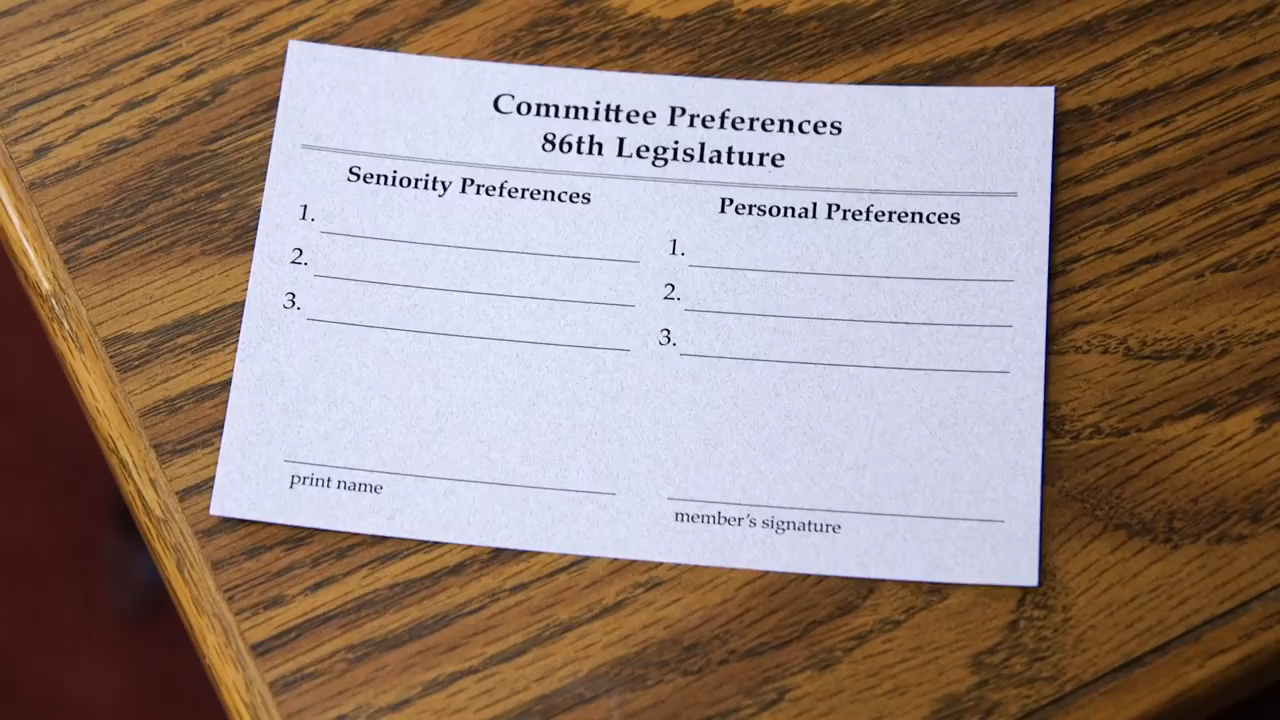 Committee Preferences
86th Legislature
Seniority Preferences
1.
2.
3.
Personal Preferences
1.
2.
3.
print name
member's signature